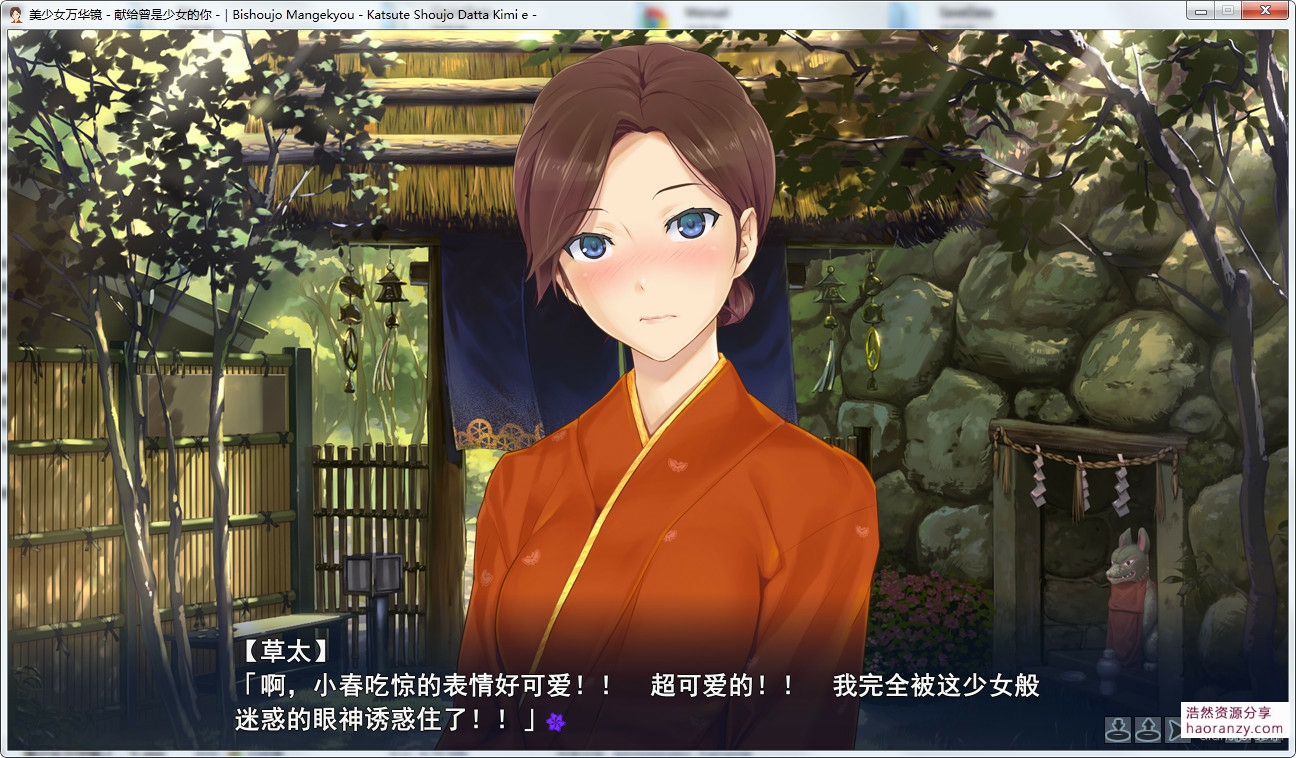 美少女万华镜 - 献给曾是少女的你 - | Bishoujo Mangekyou - Katsute Shoujo Datta Kimi e -
【草太】
「啊，小春吃惊的表情好可爱！！　超可爱的！！　我完全被这少女般
迷惑的眼神诱惑住了！！」
浩然资源分享
haoranzy.com